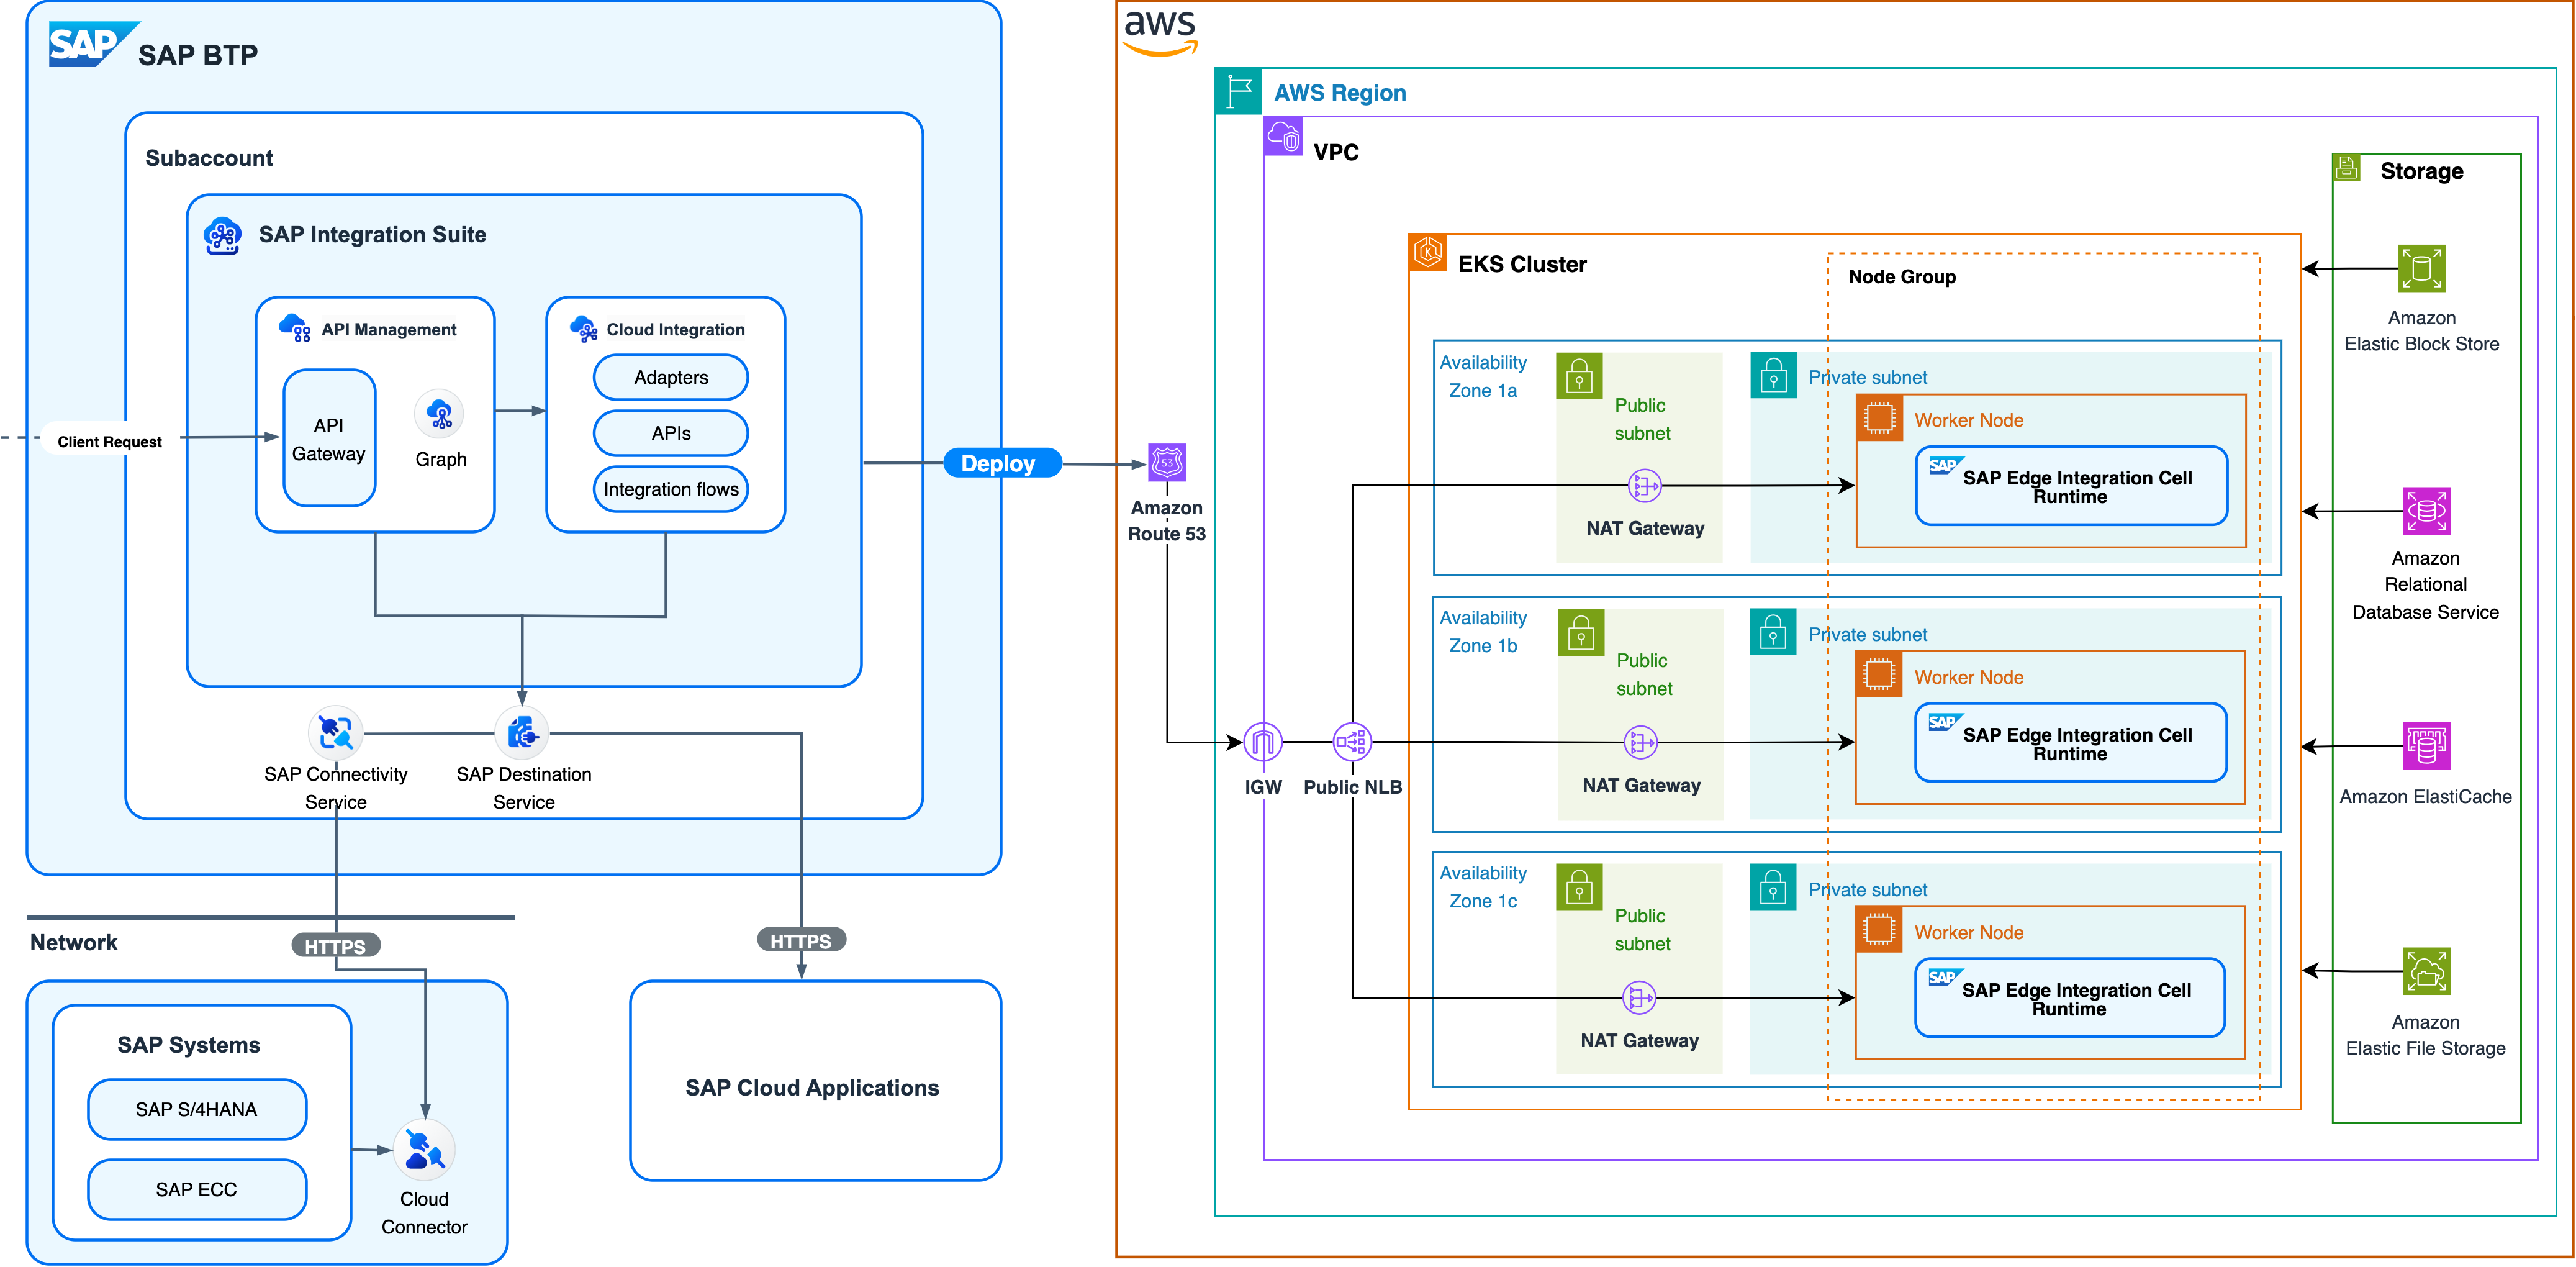 SAP
SAP BTP
Subaccount
SAP Integration Suite
API Management
API
Gateway
Graph
Cloud Integration
Adapters
APIs
Integration flows
Client Request
Deploy
SAP Connectivity
Service
SAP Destination
Service
Network
HTTPS
HTTPS
SAP Systems
SAP S/4HANA
SAP ECC
Cloud
Connector
SAP Cloud Applications
aws
AWS Region
VPC
53
Amazon
Route 53
IGW
Public NLB
EKS Cluster
K
Node Group
Availability
Zone 1a
Public
subnet
NAT Gateway
Private subnet
Worker Node
SAP
SAP Edge Integration Cell
Runtime
Availability
Zone 1b
Public
subnet
NAT Gateway
Private subnet
Worker Node
SAP
SAP Edge Integration Cell
Runtime
Availability
Zone 1c
Public
subnet
NAT Gateway
Private subnet
Worker Node
SAP
SAP Edge Integration Cell
Runtime
Storage
Amazon
Elastic Block Store
Amazon
Relational
Database Service
Amazon ElastiCache
Amazon
Elastic File Storage